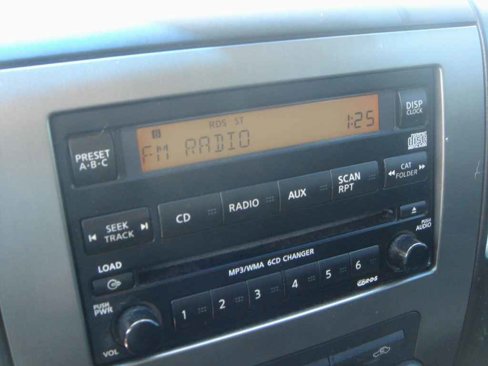 RDS ST
FM RADIO 1:25
DISP
CLOCK
PRESET
A·B·C
CD RADIO AUX SCAN
RPT
CAT
FOLDER
SEEK
TRACK
LOAD
MP3/WMA 6CD CHANGER
PUSH
AUDIO
PUSH
PWR
VOL
1 2 3 4 5 6